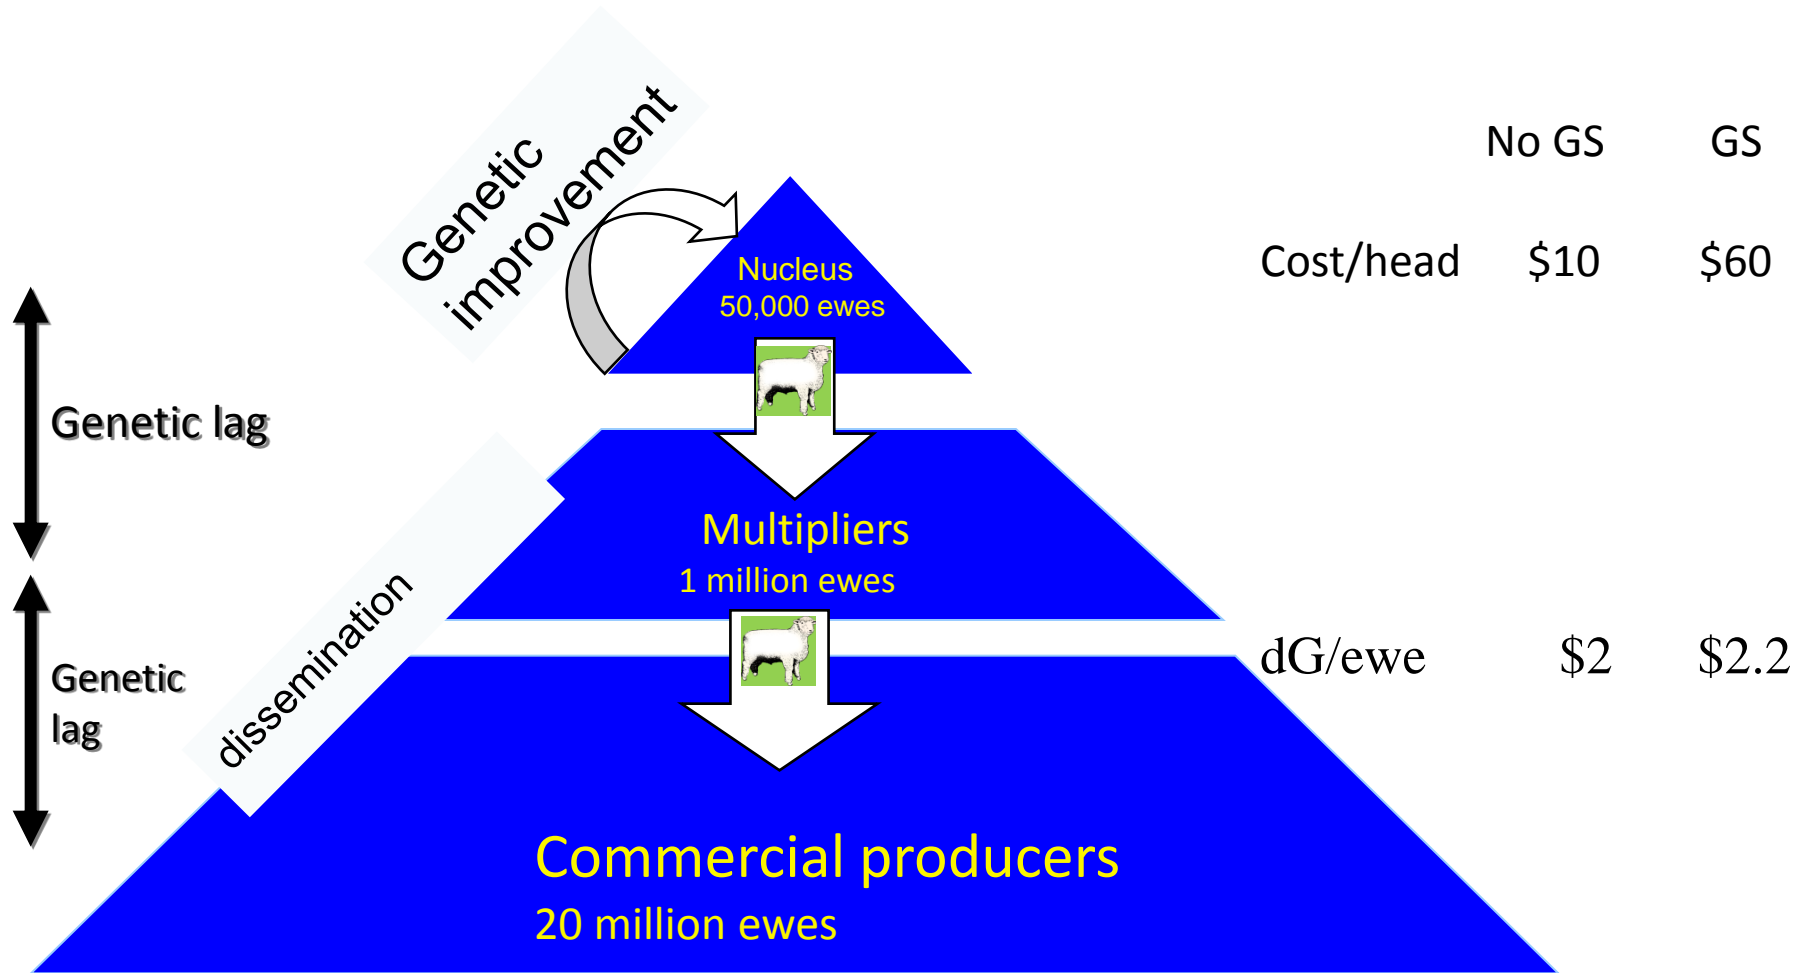 Genetic
improvement
No GS GS
Cost/head $10 $60
Nucleus
50,000 ewes
Genetic lag
Multipliers
1 million ewes
dissemination
Genetic
lag
dG/ewe $2 $2.2
Commercial producers
20 million ewes